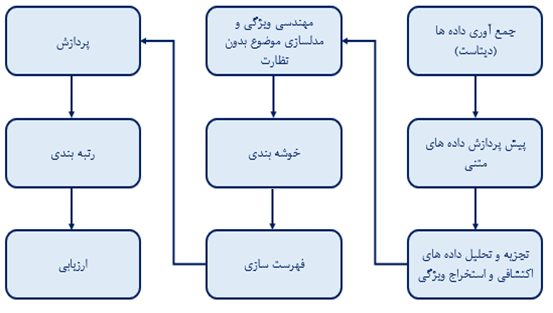 جمع آوری داده ها
(دیتاست)
پیش پردازش داده های
متنی
تجزیه و تحلیل داده های
اکتشافی و استخراج ویژگی
مهندسی ویژگی و
مدلسازی موضوع بدون
نظارت
خوشه بندی
فهرست سازی
پردازش
رتبه بندی
ارزیابی